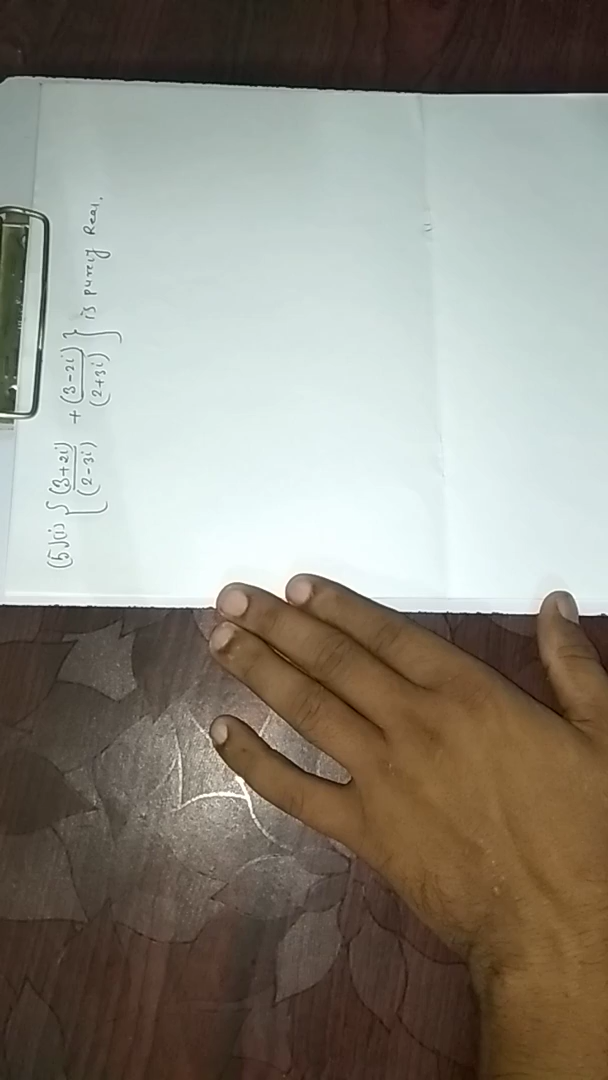 (5)(i) { (3+2i)/(2-3i) + (3-2i)/(2+3i) } is purely Real.